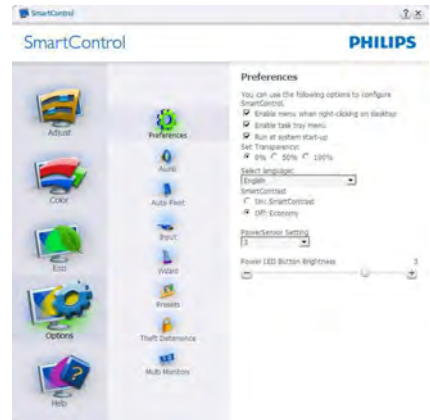 SmartControl
? ×
SmartControl
PHILIPS
Adjust
Color
Eco
Options
Help
Preferences
Audio
Auto Pivot
Input
Wizard
Presets
Theft Deterrence
Multi Monitors
Preferences
You can use the following options to configure
SmartControl.
Enable menu when right-clicking on desktop
Enable task tray menu
Run at system start-up
Set Transparency:
0% 50% 100%
Select language:
English
SmartContrast
On: SmartContrast
Off: Economy
PowerSensor Setting
3
Power LED Button Brightness 3